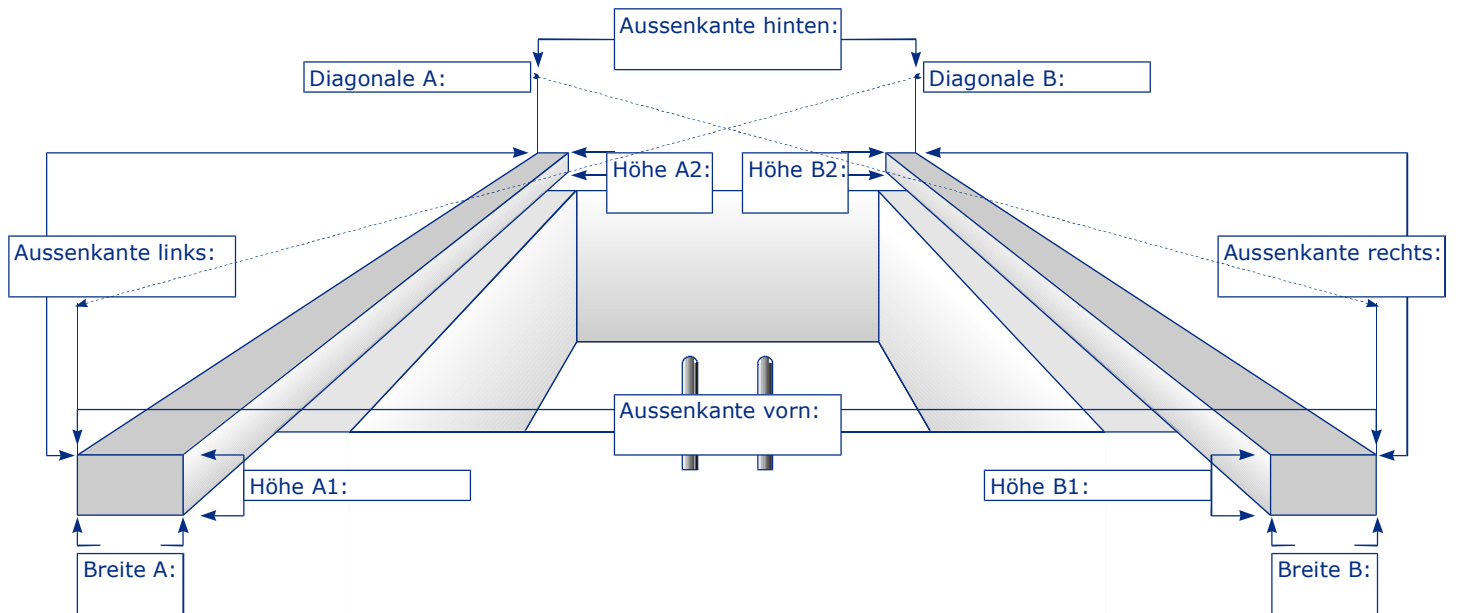 Aussenkante hinten:
Diagonale A:
Diagonale B:
Höhe A2:
Höhe B2:
Aussenkante links:
Aussenkante rechts:
Aussenkante vorn:
Höhe A1:
Höhe B1:
Breite A:
Breite B: